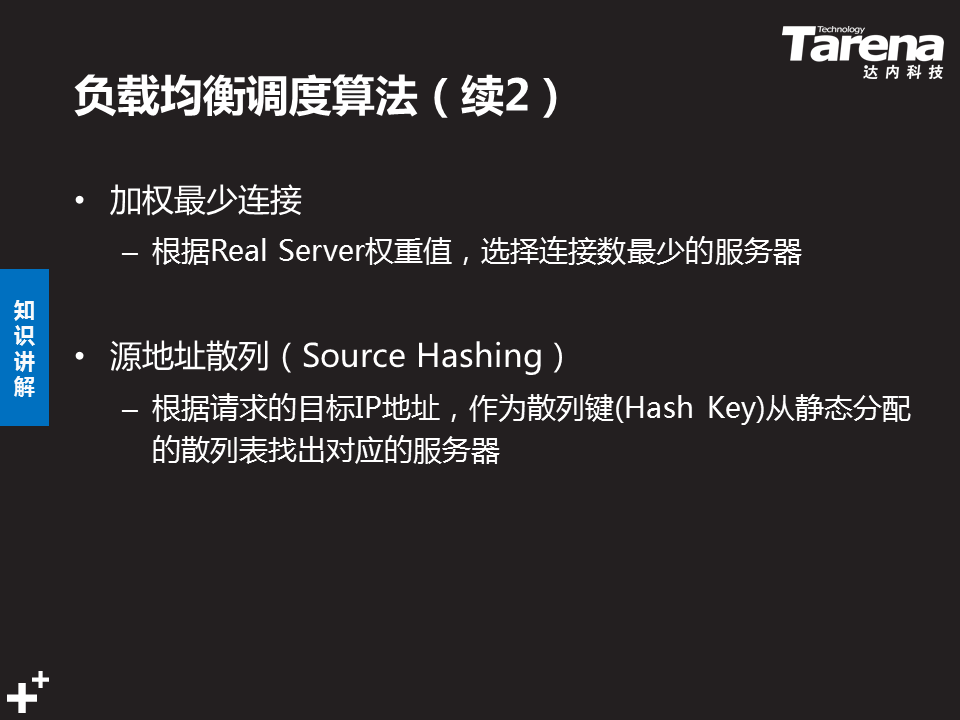 Technology
Tarena
达内科技
负载均衡调度算法（续2）
• 加权最少连接
– 根据Real Server权重值，选择连接数最少的服务器
知识讲解
• 源地址散列（Source Hashing）
– 根据请求的目标IP地址，作为散列键(Hash Key)从静态分配
的散列表找出对应的服务器